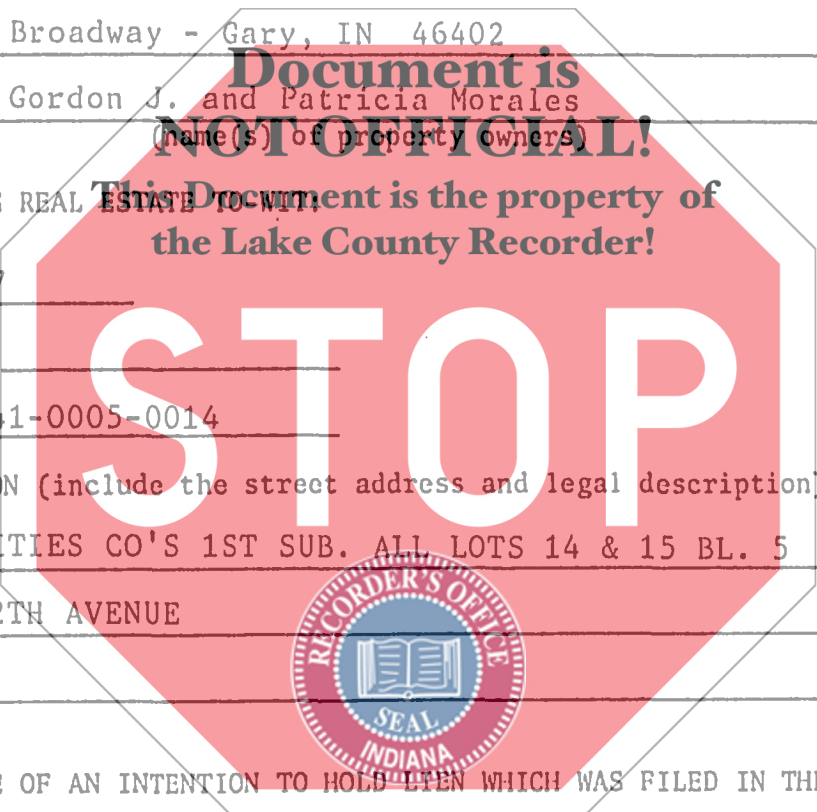 Broadway - Gary, IN 46402
Document is
Gordon J. and Patricia Morales
NOT OFFICIAL!
(name(s) of property owners)
This Document is the property of
REAL ESTATE TO-WIT:
the Lake County Recorder!
STOP
41-0005-0014
(include the street address and legal description)
CO'S 1ST SUB. ALL LOTS 14 & 15 BL. 5
2TH AVENUE
RECORDER'S OFFICE
SEAL
INDIANA
OF AN INTENTION TO HOLD LIEN WHICH WAS FILED IN THE